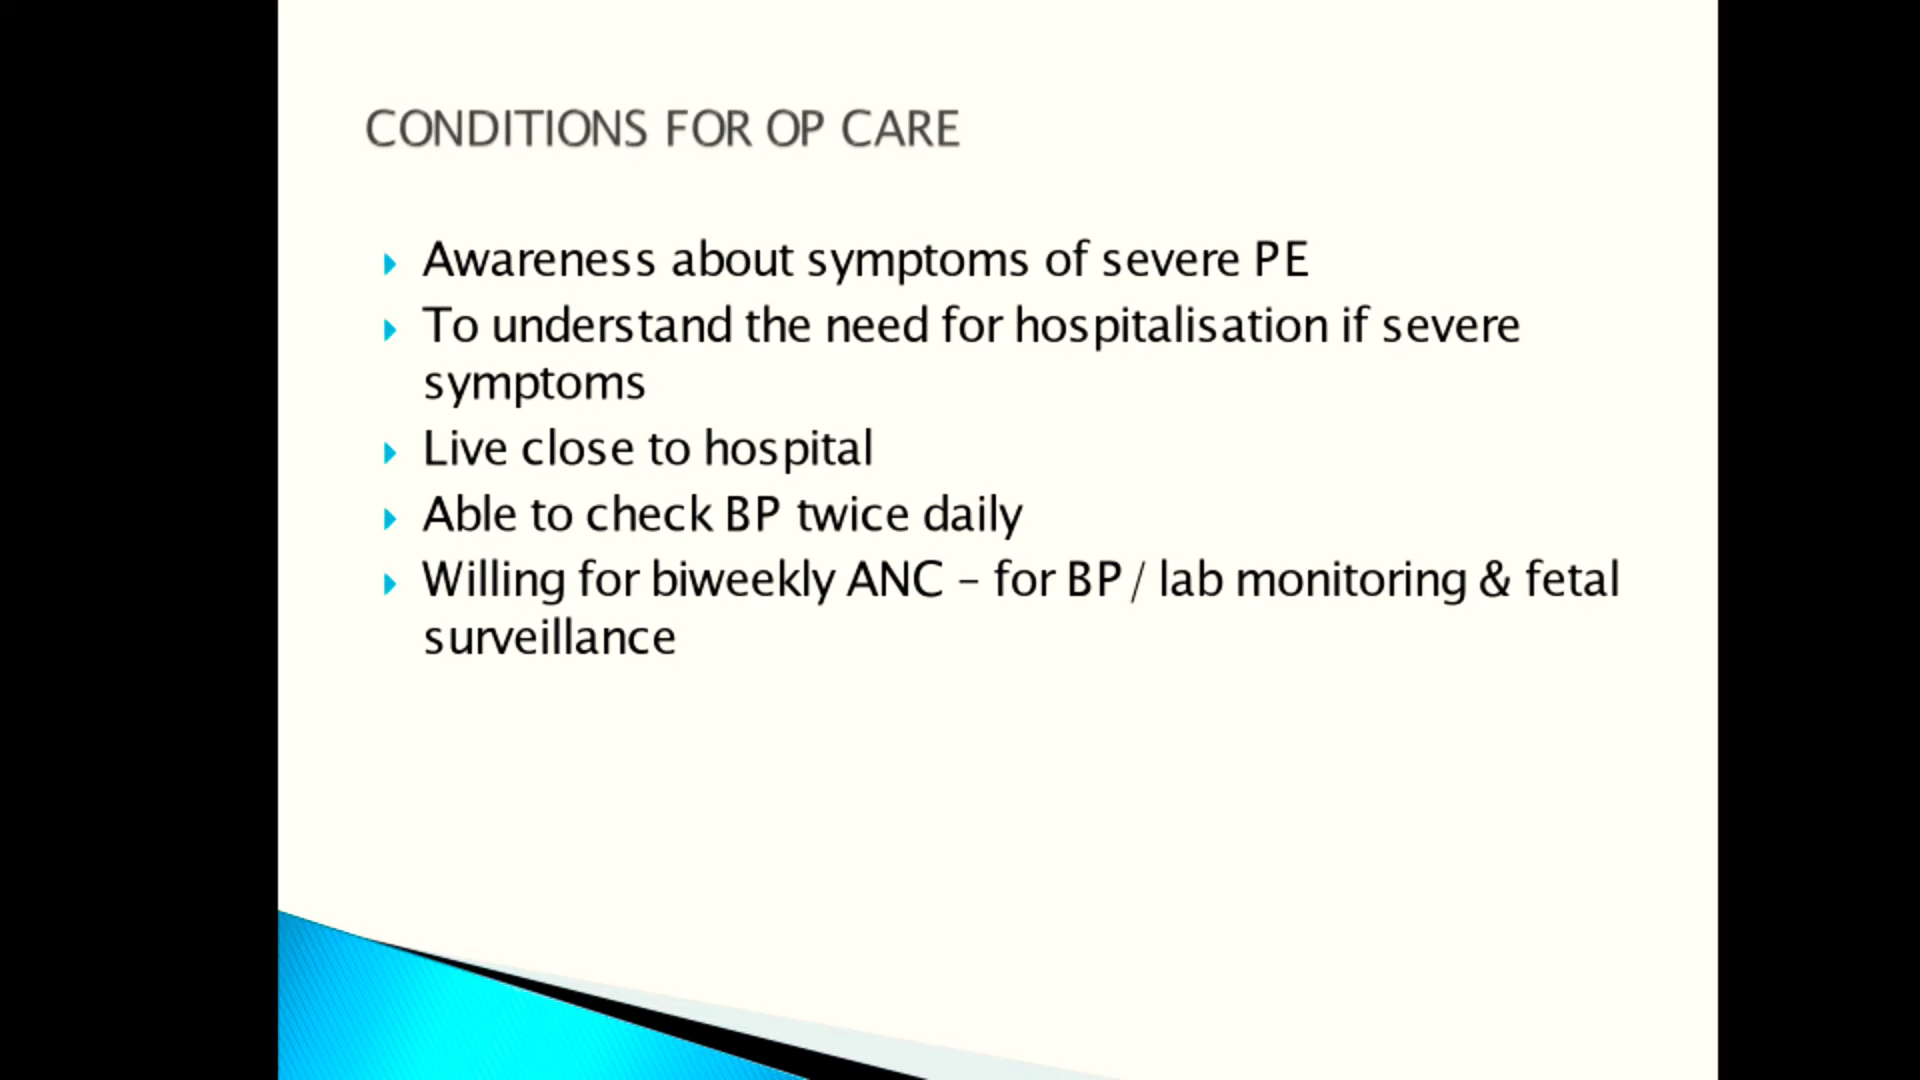 CONDITIONS FOR OP CARE
Awareness about symptoms of severe PE
To understand the need for hospitalisation if severe
symptoms
Live close to hospital
Able to check BP twice daily
Willing for biweekly ANC – for BP/ lab monitoring & fetal
surveillance